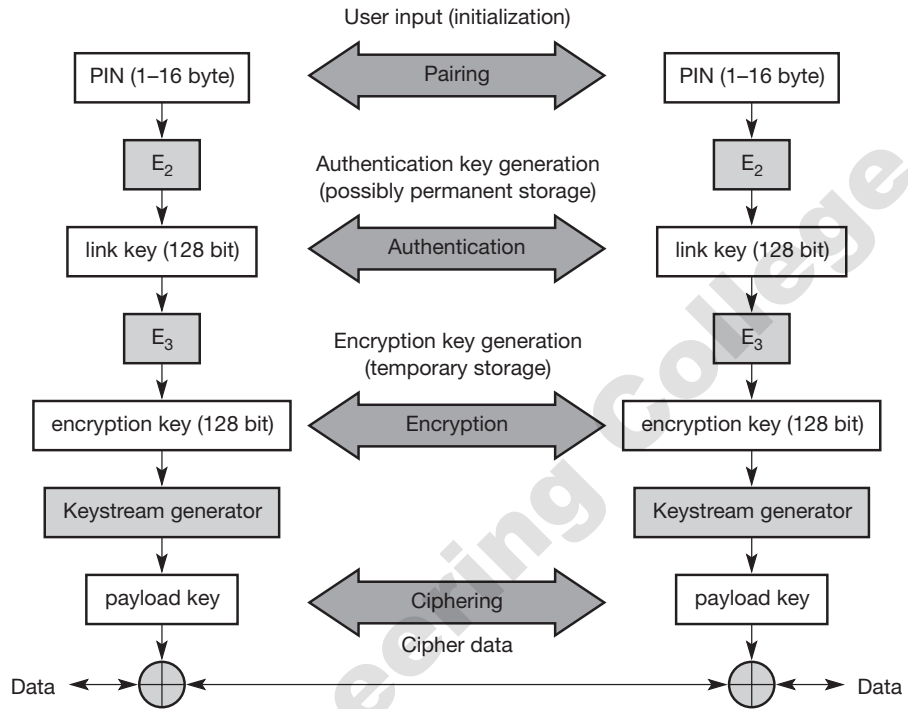 User input (initialization)
PIN (1–16 byte)
Pairing
PIN (1–16 byte)
E2
Authentication key generation
(possibly permanent storage)
E2
link key (128 bit)
Authentication
link key (128 bit)
E3
Encryption key generation
(temporary storage)
E3
encryption key (128 bit)
Encryption
encryption key (128 bit)
Keystream generator
Keystream generator
payload key
Ciphering
payload key
Cipher data
Data
Data
eering College